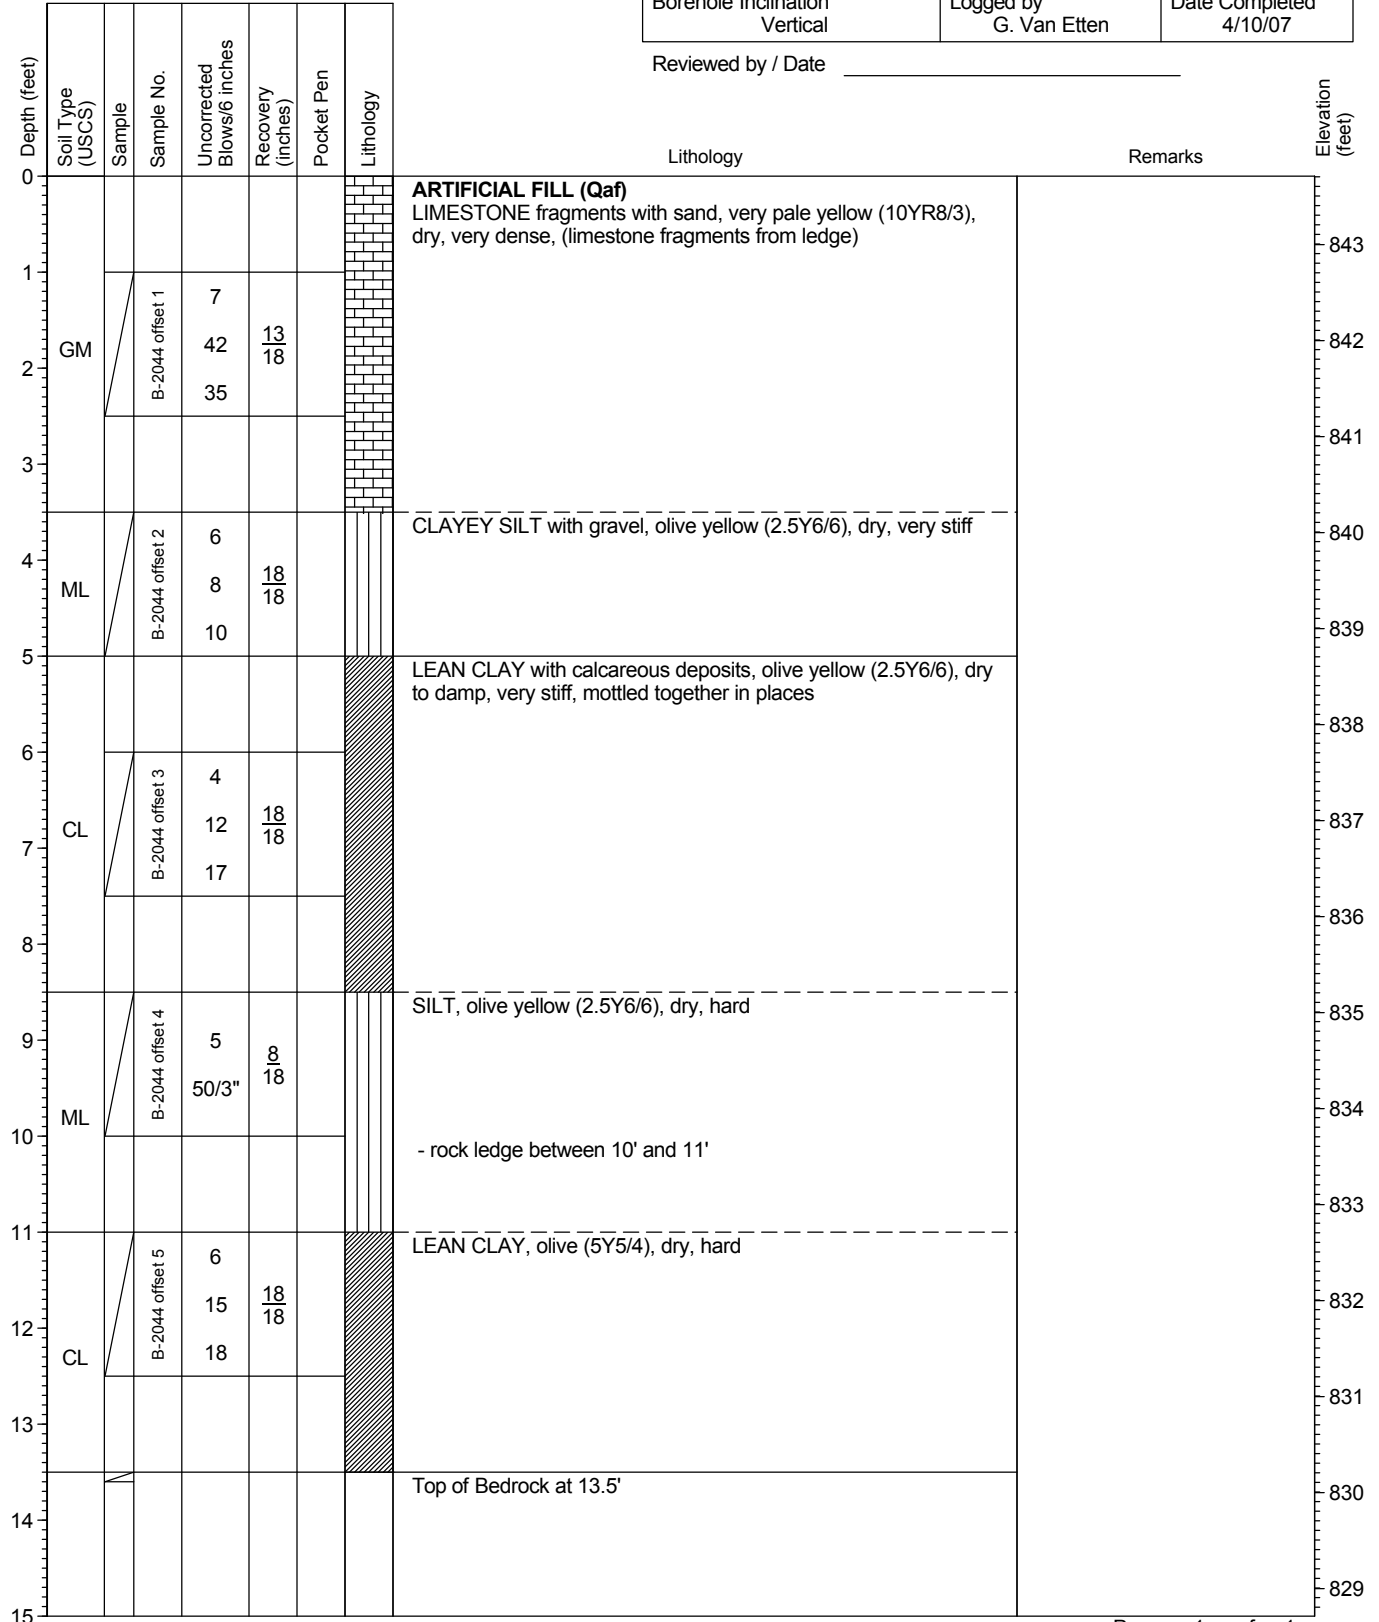 Borehole Inclination
Vertical
Logged by
G. Van Etten
Date Completed
4/10/07
Reviewed by / Date
Depth (feet)
Soil Type
(USCS)
Sample
Sample No.
Uncorrected
Blows/6 inches
Recovery
(inches)
Pocket Pen
Lithology
Lithology
Remarks
Elevation
(feet)
0
ARTIFICIAL FILL (Qaf)
LIMESTONE fragments with sand, very pale yellow (10YR8/3),
dry, very dense, (limestone fragments from ledge)
843
1
GM
B-2044 offset 1
7
42
35
13
18
842
2
841
3
CLAYEY SILT with gravel, olive yellow (2.5Y6/6), dry, very stiff
840
4
ML
B-2044 offset 2
6
8
10
18
18
839
5
LEAN CLAY with calcareous deposits, olive yellow (2.5Y6/6), dry
to damp, very stiff, mottled together in places
838
6
CL
B-2044 offset 3
4
12
17
18
18
837
7
836
8
SILT, olive yellow (2.5Y6/6), dry, hard
835
9
ML
B-2044 offset 4
5
50/3"
8
18
834
10
- rock ledge between 10' and 11'
833
11
LEAN CLAY, olive (5Y5/4), dry, hard
CL
B-2044 offset 5
6
15
18
18
18
832
12
831
13
Top of Bedrock at 13.5'
830
14
829
15